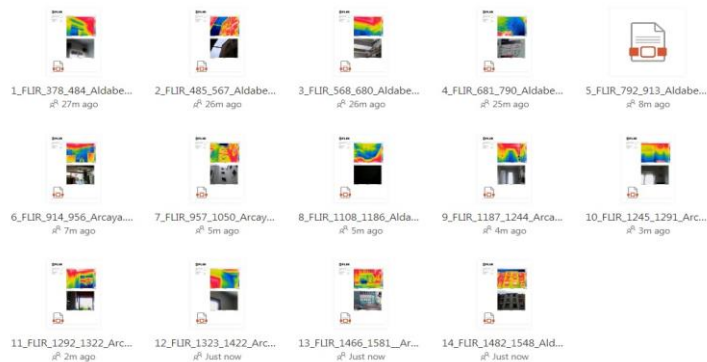 1_FLIR_378_484_Aldabe...
27m ago
2_FLIR_485_567_Aldabe...
26m ago
3_FLIR_568_680_Aldabe...
26m ago
4_FLIR_681_790_Aldabe...
25m ago
5_FLIR_792_913_Aldabe...
8m ago
6_FLIR_914_956_Arcaya....
7m ago
7_FLIR_957_1050_Arcay...
5m ago
8_FLIR_1108_1186_Alda...
5m ago
9_FLIR_1187_1244_Arca...
4m ago
10_FLIR_1245_1291_Arc...
3m ago
11_FLIR_1292_1322_Arc...
2m ago
12_FLIR_1323_1422_Arc...
Just now
13_FLIR_1466_1581__Ar...
Just now
14_FLIR_1482_1548_Ald...
Just now